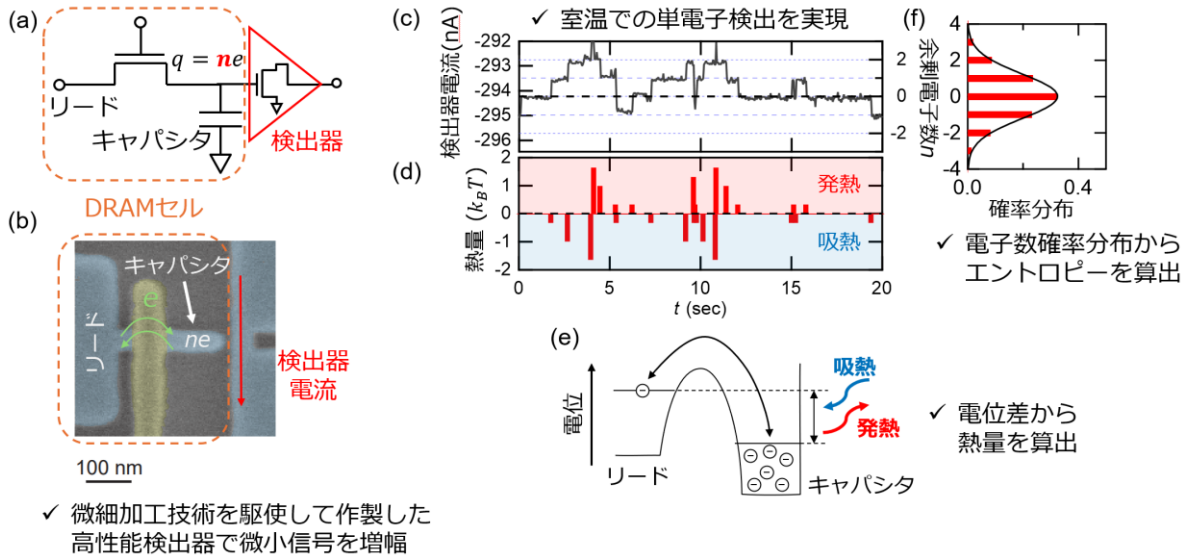 (a)
q = ne
リード
キャパシタ
検出器
DRAMセル
(b)
キャパシタ
リード
e
ne
検出器
電流
100 nm
✓ 微細加工技術を駆使して作製した
高性能検出器で微小信号を増幅
(c)
✓ 室温での単電子検出を実現
検出器電流(nA)
-292
-293
-294
-295
-296
2
0
-2
(d)
熱量 (k_BT)
2
1
0
-1
-2
発熱
吸熱
0
5
10
15
20
t (sec)
(e)
電位
リード
キャパシタ
吸熱
発熱
✓ 電位差から
熱量を算出
(f)
余剰電子数n
4
2
0
-2
-4
0.0
0.4
確率分布
✓ 電子数確率分布から
エントロピーを算出